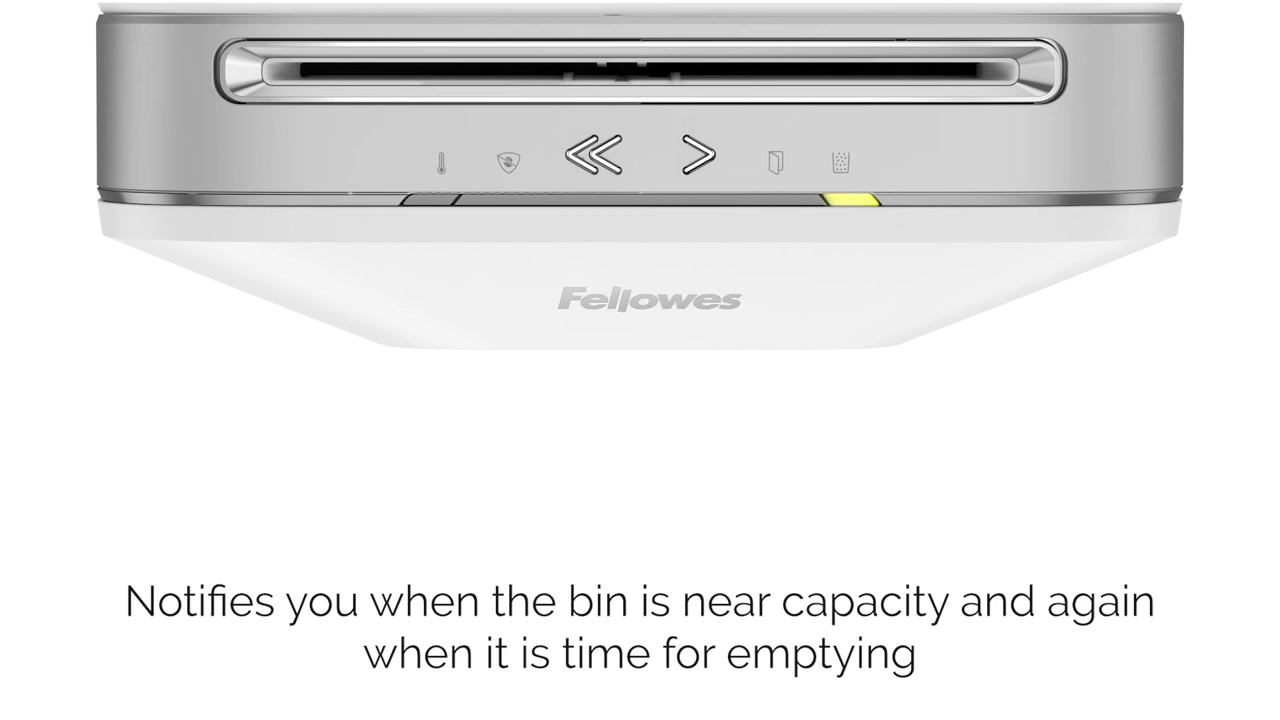 Fellowes
Notifies you when the bin is near capacity and again
when it is time for emptying